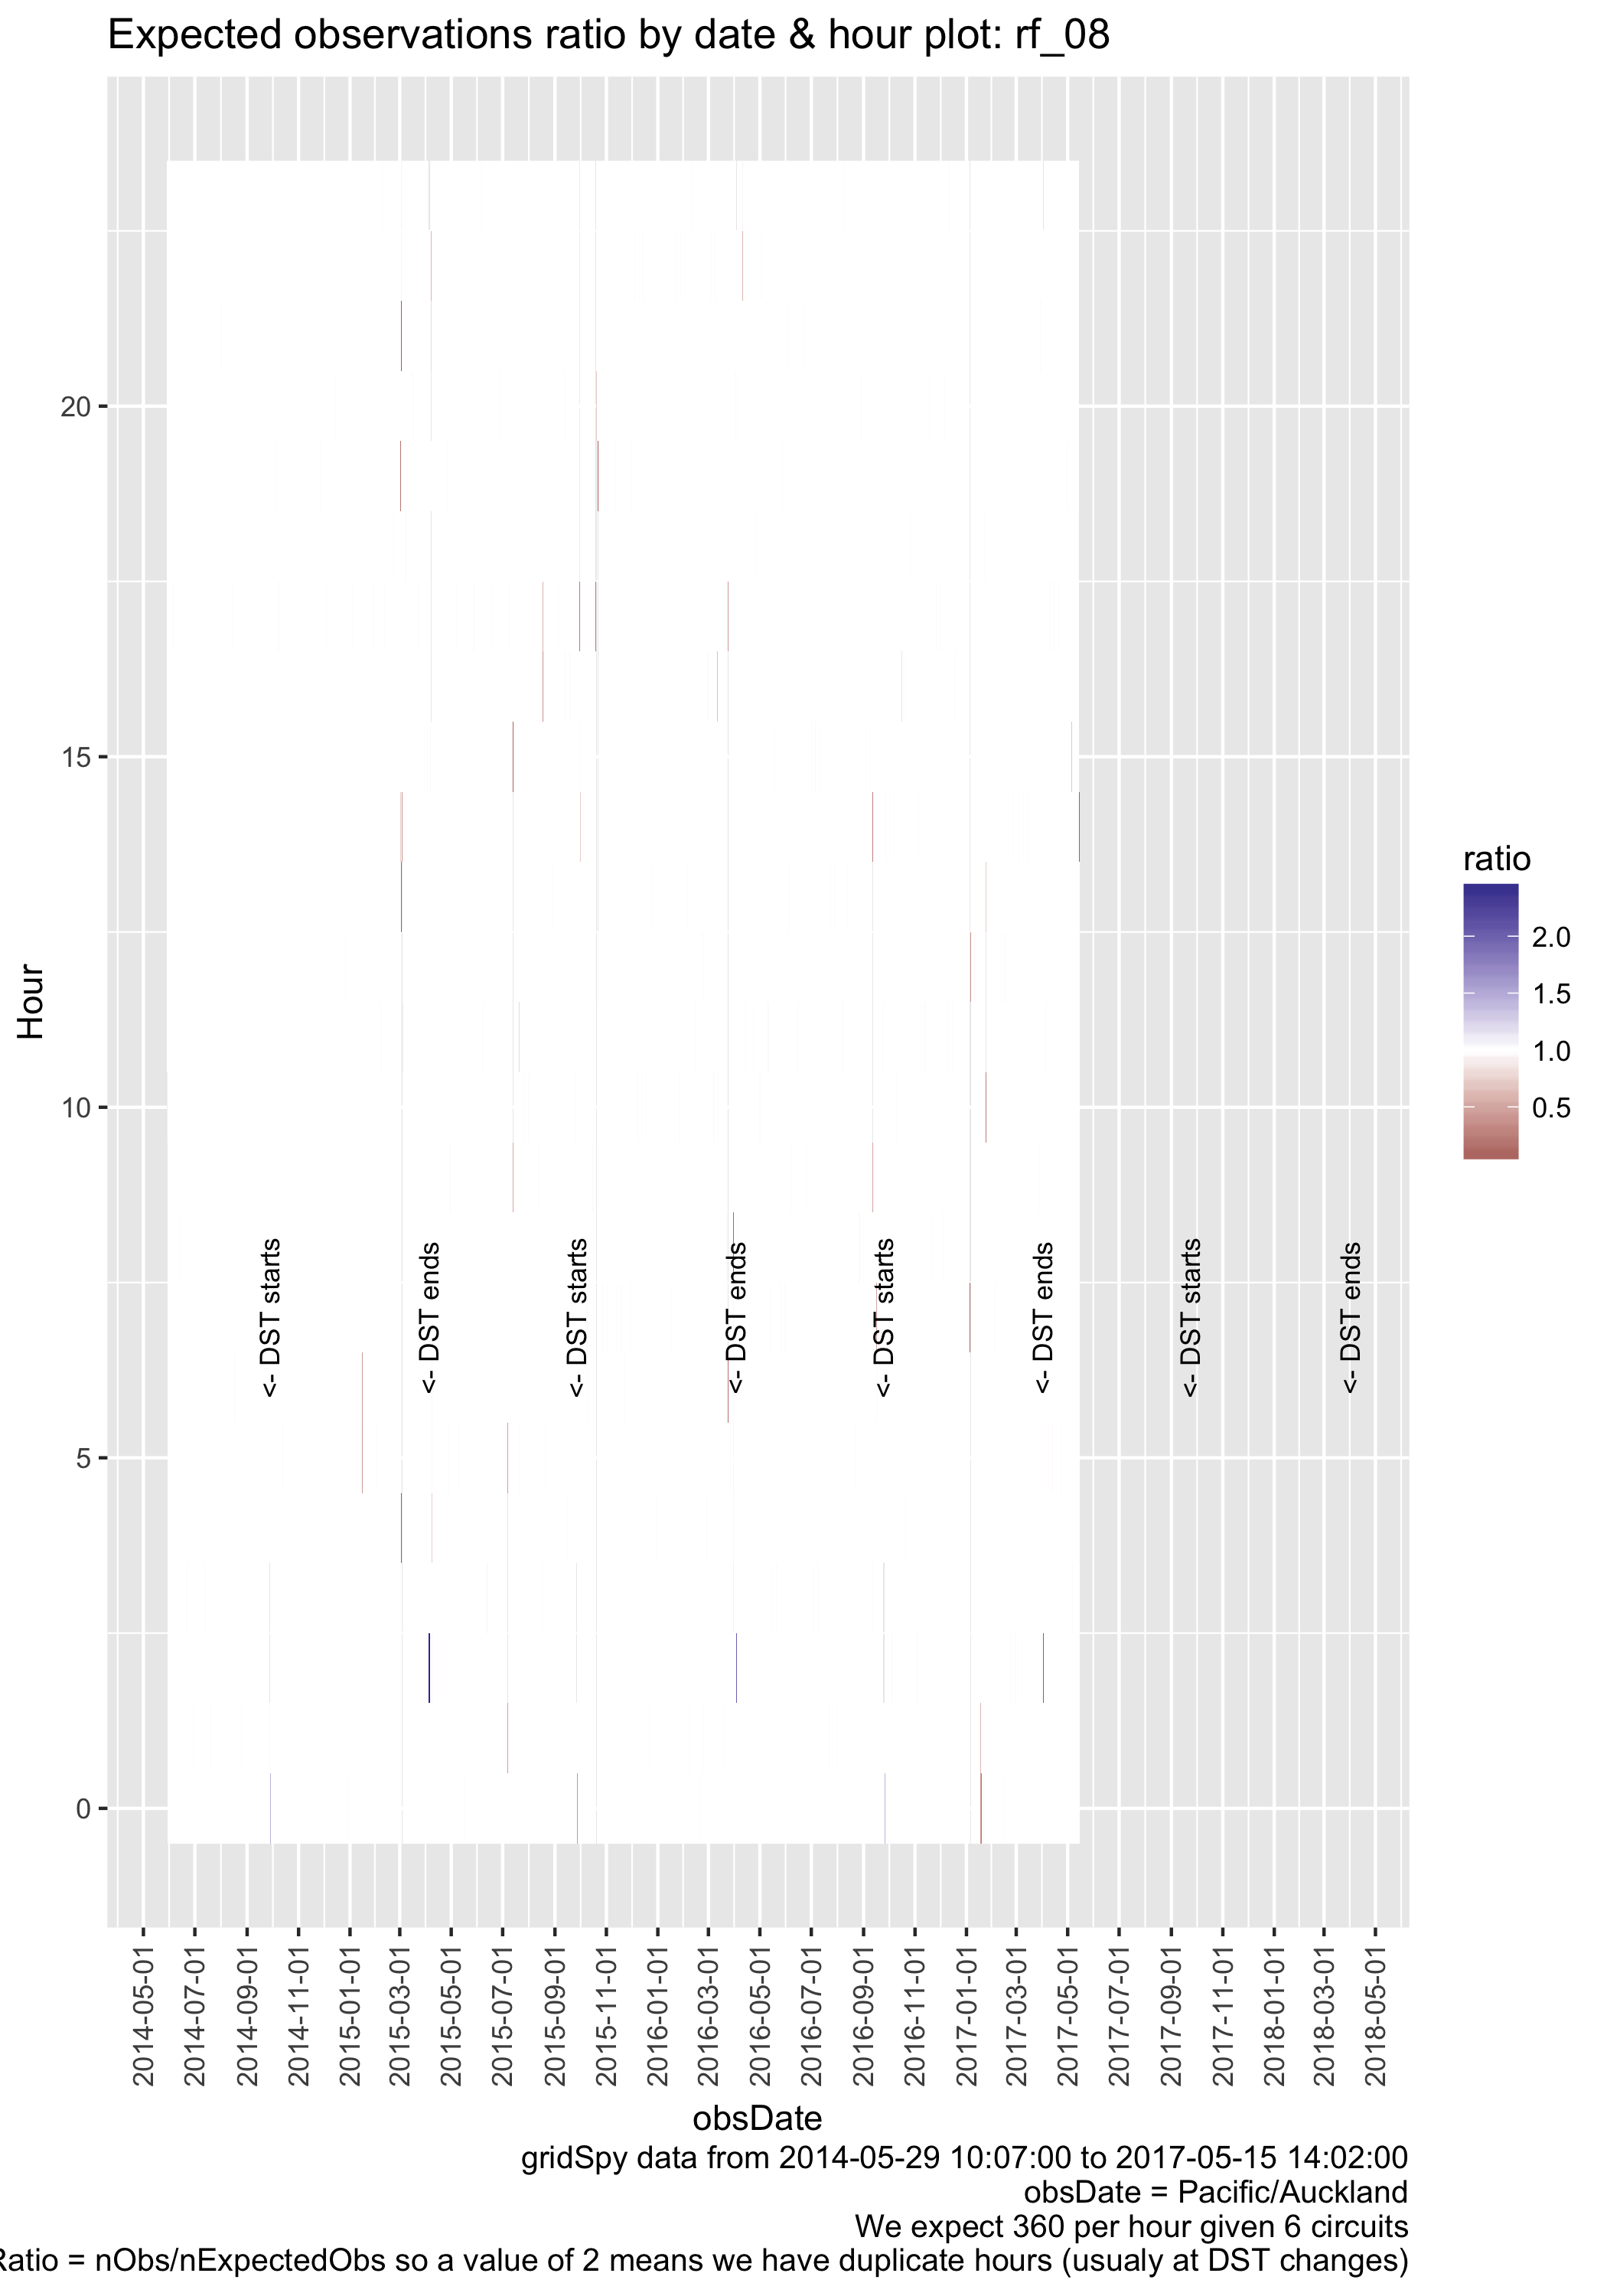 Expected observations ratio by date & hour plot: rf_08
20
15
10
5
0
Hour
<- DST starts
<- DST ends
<- DST starts
<- DST ends
<- DST starts
<- DST ends
<- DST starts
<- DST ends
ratio
2.0
1.5
1.0
0.5
2014-05-01
2014-07-01
2014-09-01
2014-11-01
2015-01-01
2015-03-01
2015-05-01
2015-07-01
2015-09-01
2015-11-01
2016-01-01
2016-03-01
2016-05-01
2016-07-01
2016-09-01
2016-11-01
2017-01-01
2017-03-01
2017-05-01
2017-07-01
2017-09-01
2017-11-01
2018-01-01
2018-03-01
2018-05-01
obsDate
gridSpy data from 2014-05-29 10:07:00 to 2017-05-15 14:02:00
obsDate = Pacific/Auckland
We expect 360 per hour given 6 circuits
Ratio = nObs/nExpectedObs so a value of 2 means we have duplicate hours (usualy at DST changes)